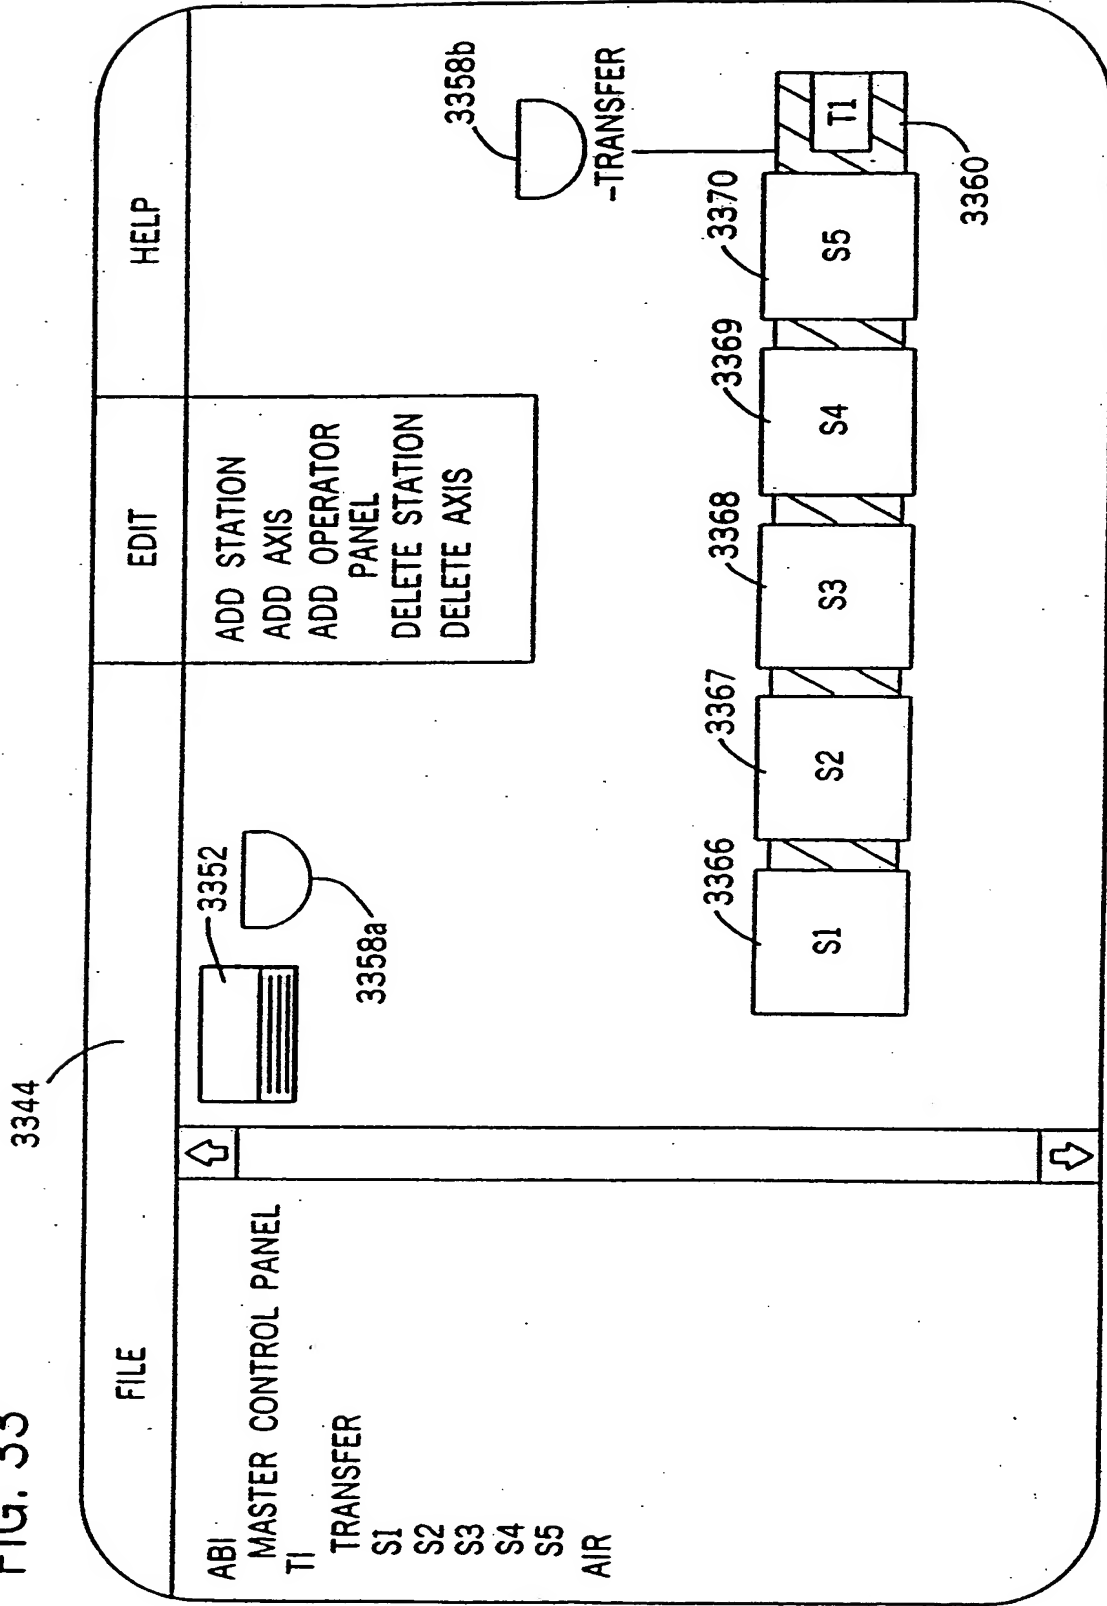 FIG. 33
3344
FILE
EDIT
HELP
ABI
MASTER CONTROL PANEL
TI
TRANSFER
S1
S2
S3
S4
S5
AIR
3352
3358a
ADD STATION
ADD AXIS
ADD OPERATOR
PANEL
DELETE STATION
DELETE AXIS
3358b
-TRANSFER
3366
3367
3368
3369
3370
S1
S2
S3
S4
S5
T1
3360